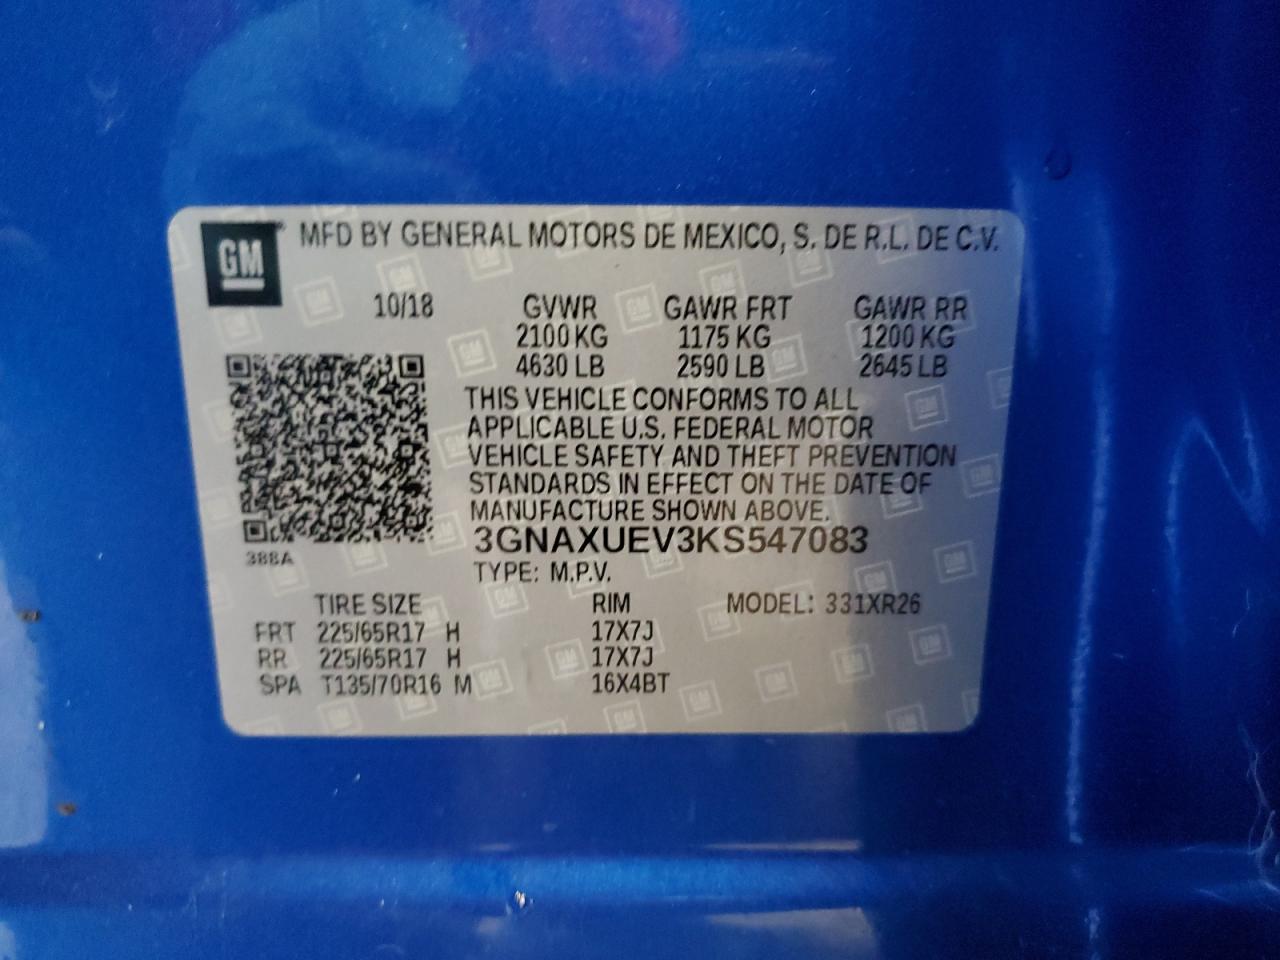 GM MFD BY GENERAL MOTORS DE MEXICO, S. DE R.L. DE C.V.
10/18 GVWR GAWR FRT GAWR RR
2100 KG 1175 KG 1200 KG
4630 LB 2590 LB 2645 LB
THIS VEHICLE CONFORMS TO ALL
APPLICABLE U.S. FEDERAL MOTOR
VEHICLE SAFETY AND THEFT PREVENTION
STANDARDS IN EFFECT ON THE DATE OF
MANUFACTURE SHOWN ABOVE.
3GNAXUEV3KS547083
388A
TYPE: M.P.V.
TIRE SIZE RIM MODEL: 331XR26
FRT 225/65R17 H 17X7J
RR 225/65R17 H 17X7J
SPA T135/70R16 M 16X4BT